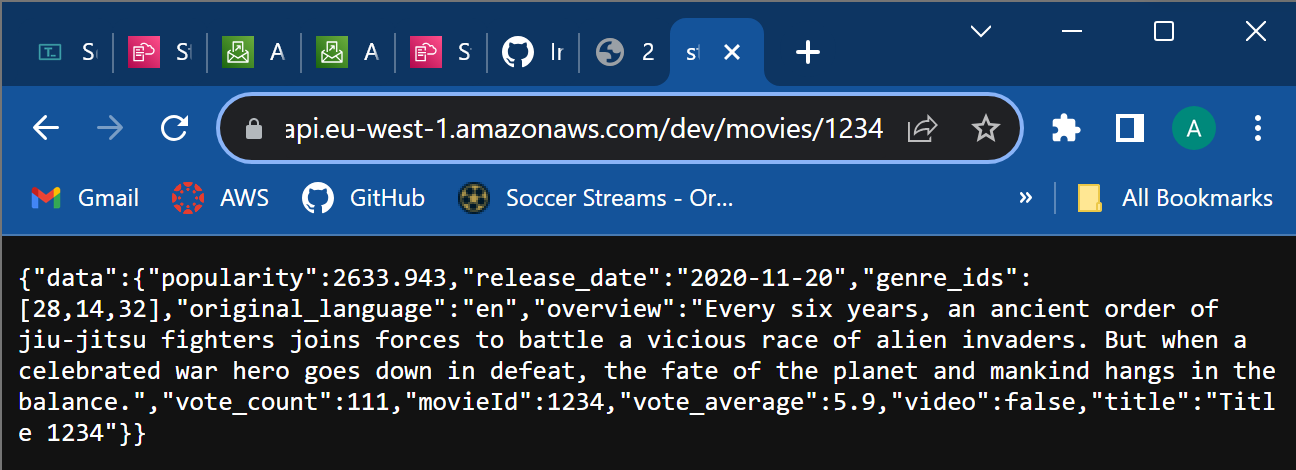 S
S
A
A
S
Ir
2
st
api.eu-west-1.amazonaws.com/dev/movies/1234
A
Gmail
AWS
GitHub
Soccer Streams - Or...
»
All Bookmarks
{"data":{"popularity":2633.943,"release_date":"2020-11-20","genre_ids":
[28,14,32],"original_language":"en","overview":"Every six years, an ancient order of
jiu-jitsu fighters joins forces to battle a vicious race of alien invaders. But when a
celebrated war hero goes down in defeat, the fate of the planet and mankind hangs in the
balance.","vote_count":111,"movieId":1234,"vote_average":5.9,"video":false,"title":"Titl
e 1234"}}